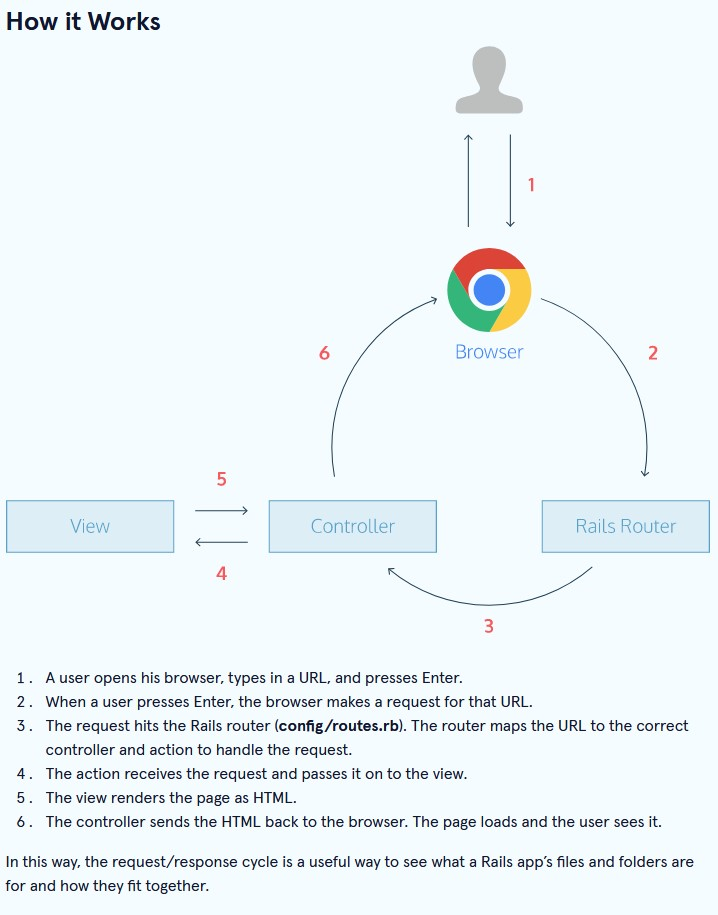 How it Works
1
Browser
6
2
5
View
Controller
Rails Router
4
3
1. A user opens his browser, types in a URL, and presses Enter.
2. When a user presses Enter, the browser makes a request for that URL.
3. The request hits the Rails router (config/routes.rb). The router maps the URL to the correct
controller and action to handle the request.
4. The action receives the request and passes it on to the view.
5. The view renders the page as HTML.
6. The controller sends the HTML back to the browser. The page loads and the user sees it.
In this way, the request/response cycle is a useful way to see what a Rails app’s files and folders are
for and how they fit together.